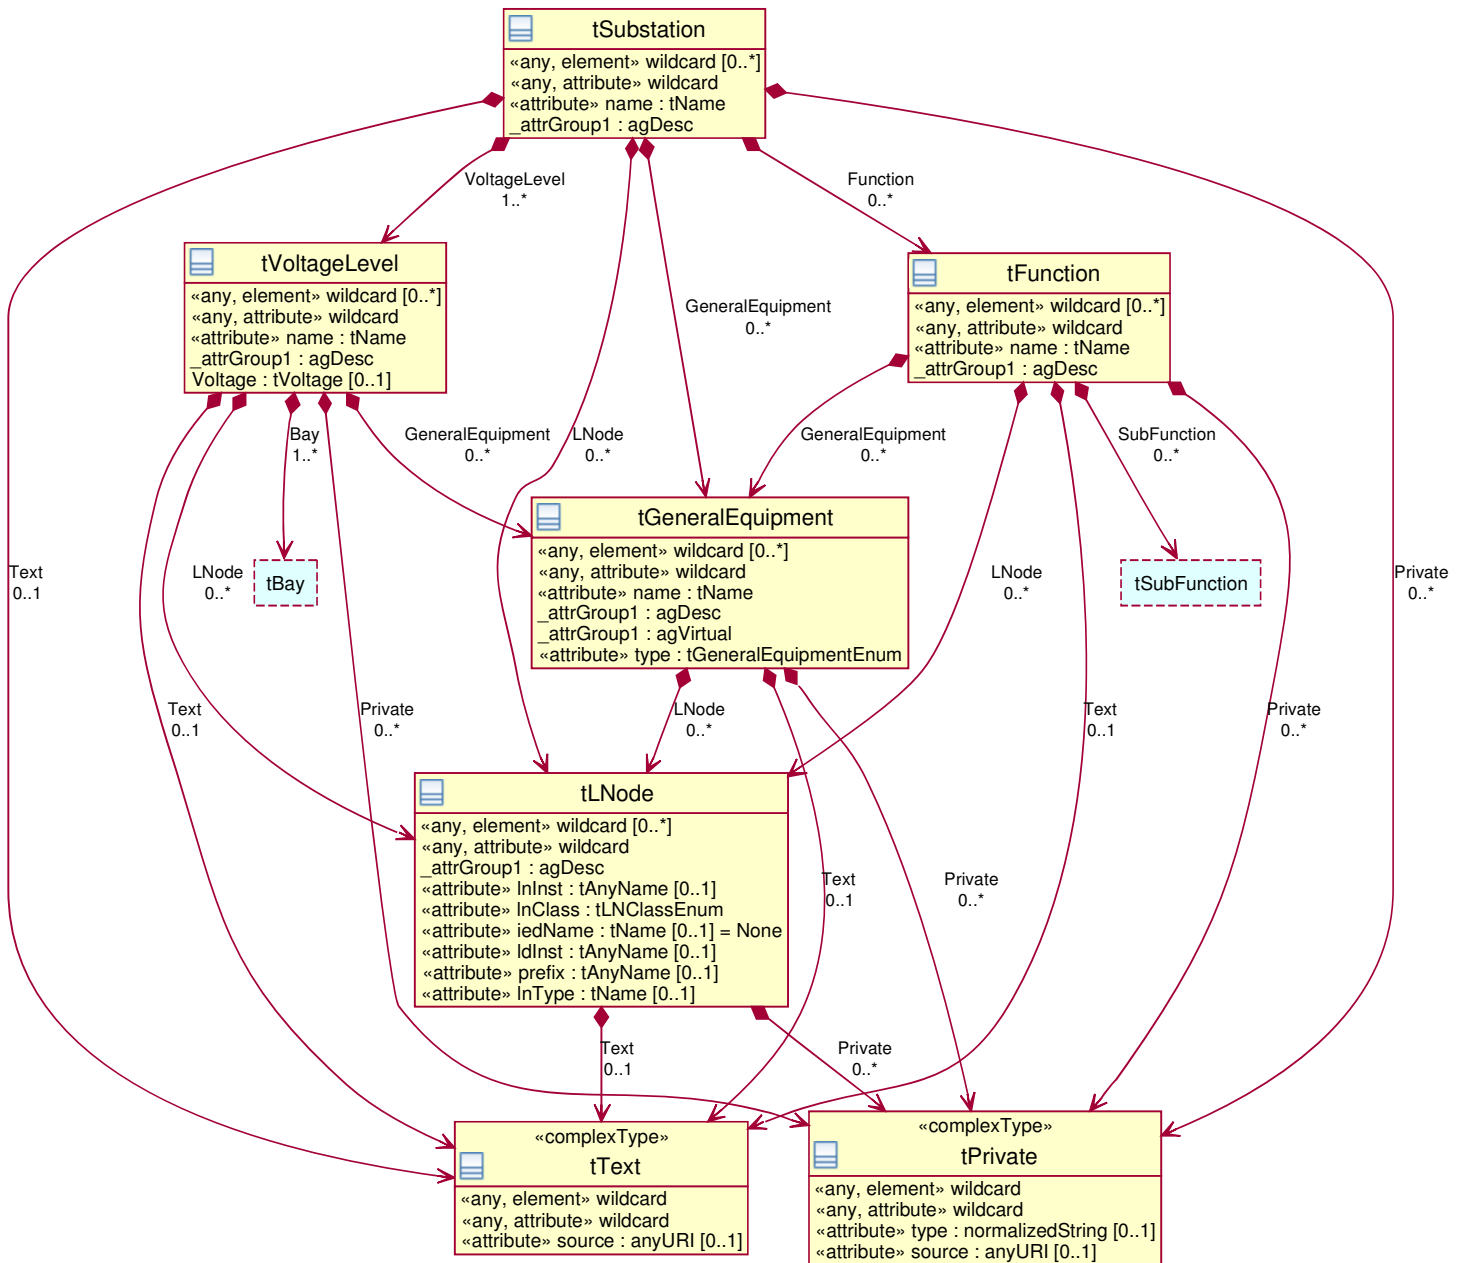 tSubstation
«any, element» wildcard [0..*]
«any, attribute» wildcard
«attribute» name : tName
_attrGroup1 : agDesc
VoltageLevel
1..*
Function
0..*
tVoltageLevel
«any, element» wildcard [0..*]
«any, attribute» wildcard
«attribute» name : tName
_attrGroup1 : agDesc
Voltage : tVoltage [0..1]
GeneralEquipment
0..*
tFunction
«any, element» wildcard [0..*]
«any, attribute» wildcard
«attribute» name : tName
_attrGroup1 : agDesc
Bay
1..*
GeneralEquipment
0..*
LNode
0..*
GeneralEquipment
0..*
SubFunction
0..*
Text
0..1
LNode
0..*
tBay
tGeneralEquipment
«any, element» wildcard [0..*]
«any, attribute» wildcard
«attribute» name : tName
_attrGroup1 : agDesc
_attrGroup1 : agVirtual
«attribute» type : tGeneralEquipmentEnum
LNode
0..*
tSubFunction
Private
0..*
Text
0..1
Private
0..*
LNode
0..*
Text
0..1
Private
0..*
tLNode
«any, element» wildcard [0..*]
«any, attribute» wildcard
_attrGroup1 : agDesc
«attribute» lnInst : tAnyName [0..1]
«attribute» lnClass : tLNClassEnum
«attribute» iedName : tName [0..1] = None
«attribute» ldInst : tAnyName [0..1]
«attribute» prefix : tAnyName [0..1]
«attribute» lnType : tName [0..1]
Text
0..1
Private
0..*
Text
0..1
Private
0..*
«complexType»
tText
«any, element» wildcard
«any, attribute» wildcard
«attribute» source : anyURI [0..1]
«complexType»
tPrivate
«any, element» wildcard
«any, attribute» wildcard
«attribute» type : normalizedString [0..1]
«attribute» source : anyURI [0..1]